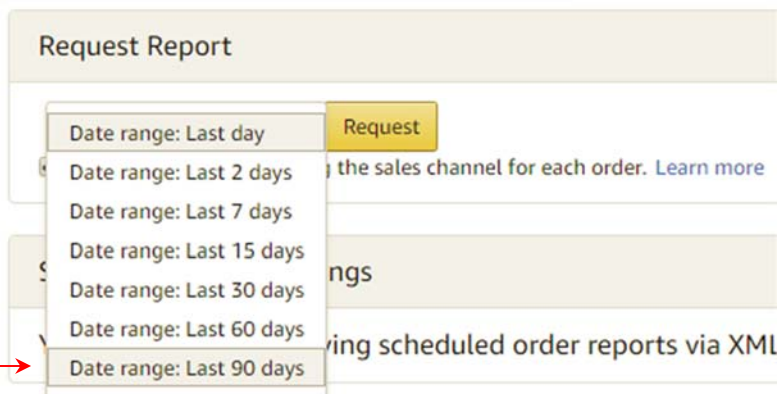 Request Report
Date range: Last day
Request
Date range: Last 2 days
the sales channel for each order. Learn more
Date range: Last 7 days
Date range: Last 15 days
Date range: Last 30 days
ngs
Date range: Last 60 days
ving scheduled order reports via XML
Date range: Last 90 days